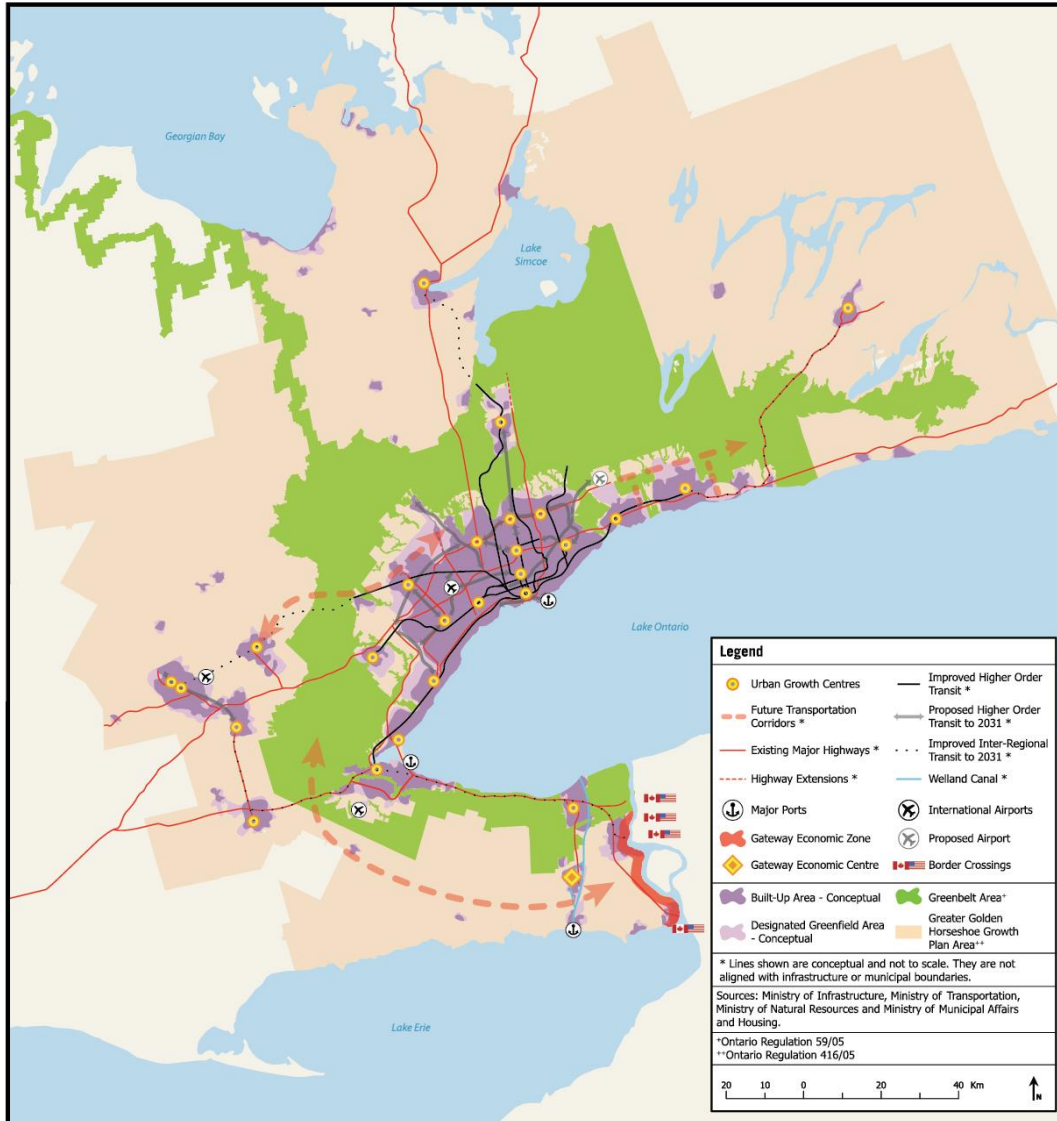 Georgian Bay
Lake
Simcoe
Lake Ontario
Lake Erie
Legend
Urban Growth Centres
Future Transportation
Corridors *
Existing Major Highways *
Highway Extensions *
Major Ports
Gateway Economic Zone
Gateway Economic Centre
Improved Higher Order
Transit *
Proposed Higher Order
Transit to 2031 *
Improved Inter-Regional
Transit to 2031 *
Welland Canal *
International Airports
Proposed Airport
Border Crossings
Built-Up Area - Conceptual
Designated Greenfield Area
- Conceptual
Greenbelt Area+
Greater Golden
Horseshoe Growth
Plan Area++
* Lines shown are conceptual and not to scale. They are not
aligned with infrastructure or municipal boundaries.
Sources: Ministry of Infrastructure, Ministry of Transportation,
Ministry of Natural Resources and Ministry of Municipal Affairs
and Housing.
+Ontario Regulation 59/05
++Ontario Regulation 416/05
20 10 0 20 40 Km
N